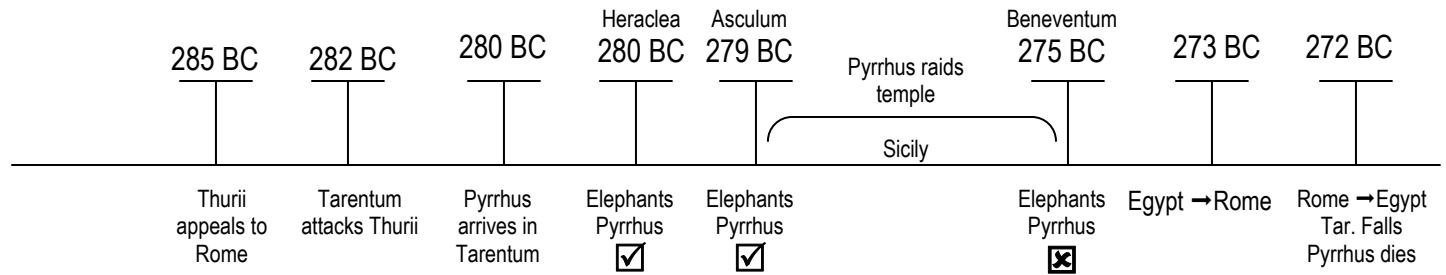 285 BC
Thurii
appeals to
Rome
282 BC
Tarentum
attacks Thurii
280 BC
Pyrrhus
arrives in
Tarentum
Heraclea
280 BC
Elephants
Pyrrhus
☑
Asculum
279 BC
Elephants
Pyrrhus
☑
Pyrrhus raids
temple
Sicily
Beneventum
275 BC
Elephants
Pyrrhus
☒
273 BC
Egypt →Rome
272 BC
Rome →Egypt
Tar. Falls
Pyrrhus dies